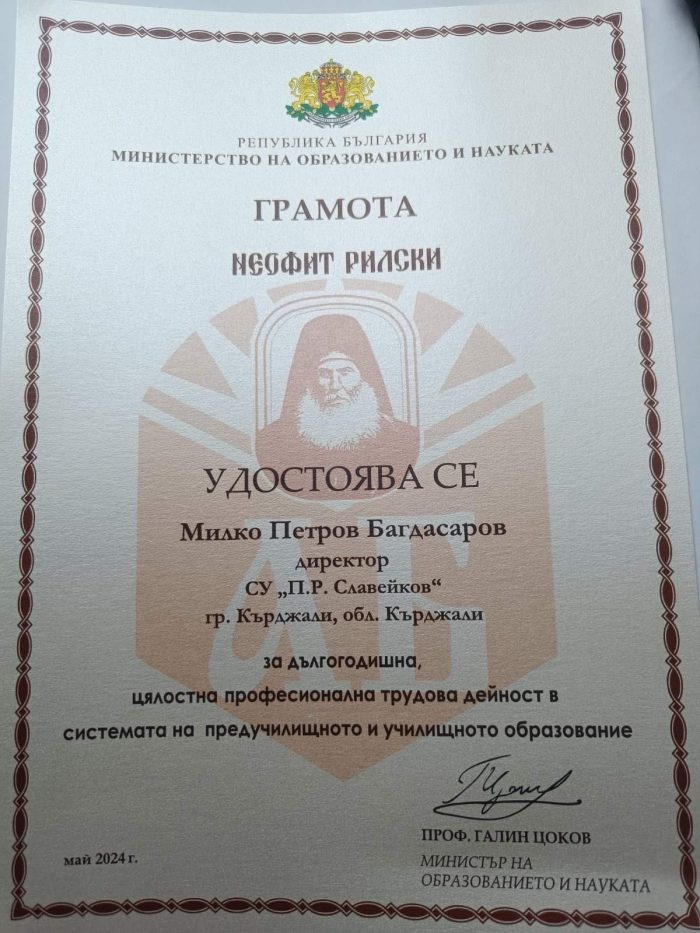 РЕПУБЛИКА БЪЛГАРИЯ
МИНИСТЕРСТВО НА ОБРАЗОВАНИЕТО И НАУКАТА
ГРАМОТА
НЕОФИТ РИЛСКИ
УДОСТОЯВА СЕ
Милко Петров Багдасаров
директор
СУ „П.Р. Славейков“
гр. Кърджали, обл. Кърджали
за дългогодишна,
цялостна професионална трудова дейност в
системата на предучилищното и училищното образование
ПРОФ. ГАЛИН ЦОКОВ
май 2024 г.
МИНИСТЪР НА
ОБРАЗОВАНИЕТО И НАУКАТА